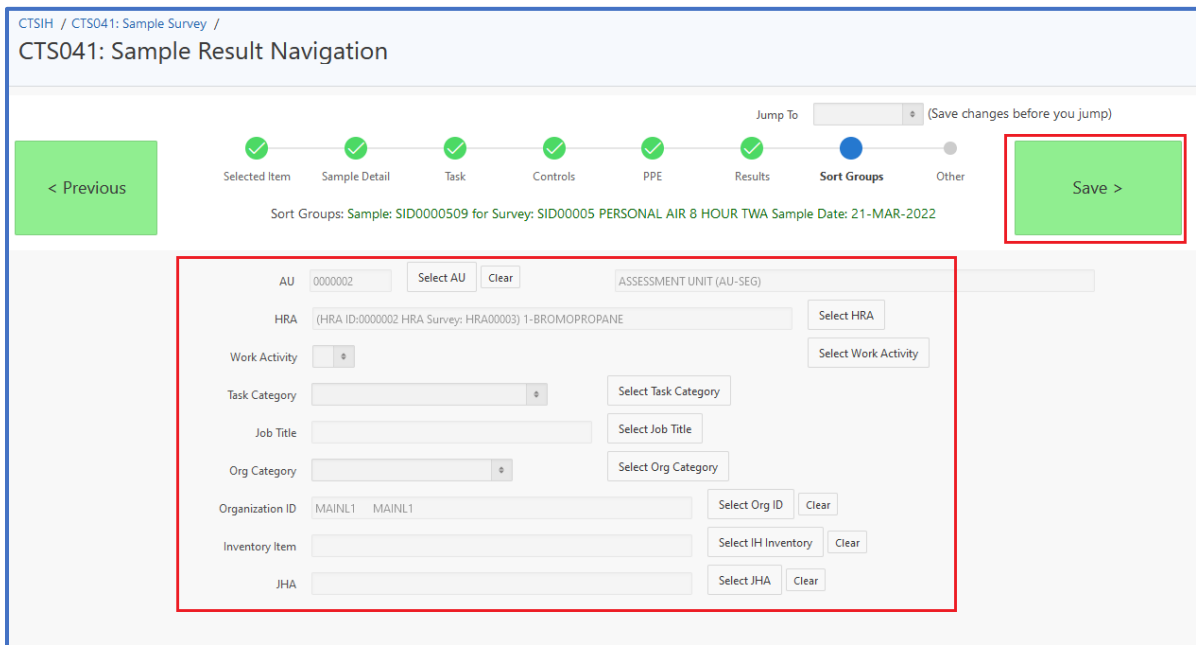 CTSIH / CTS041: Sample Survey /
CTS041: Sample Result Navigation
Jump To (Save changes before you jump)
< Previous
Selected Item Sample Detail Task Controls PPE Results Sort Groups Other
Save >
Sort Groups: Sample: SID0000509 for Survey: SID00005 PERSONAL AIR 8 HOUR TWA Sample Date: 21-MAR-2022
AU 0000002 Select AU Clear ASSESSMENT UNIT (AU-SEG)
HRA (HRA ID:0000002 HRA Survey: HRA00003) 1-BROMOPROPANE Select HRA
Work Activity Select Work Activity
Task Category Select Task Category
Job Title Select Job Title
Org Category Select Org Category
Organization ID MAINL1 MAINL1 Select Org ID Clear
Inventory Item Select IH Inventory Clear
JHA Select JHA Clear